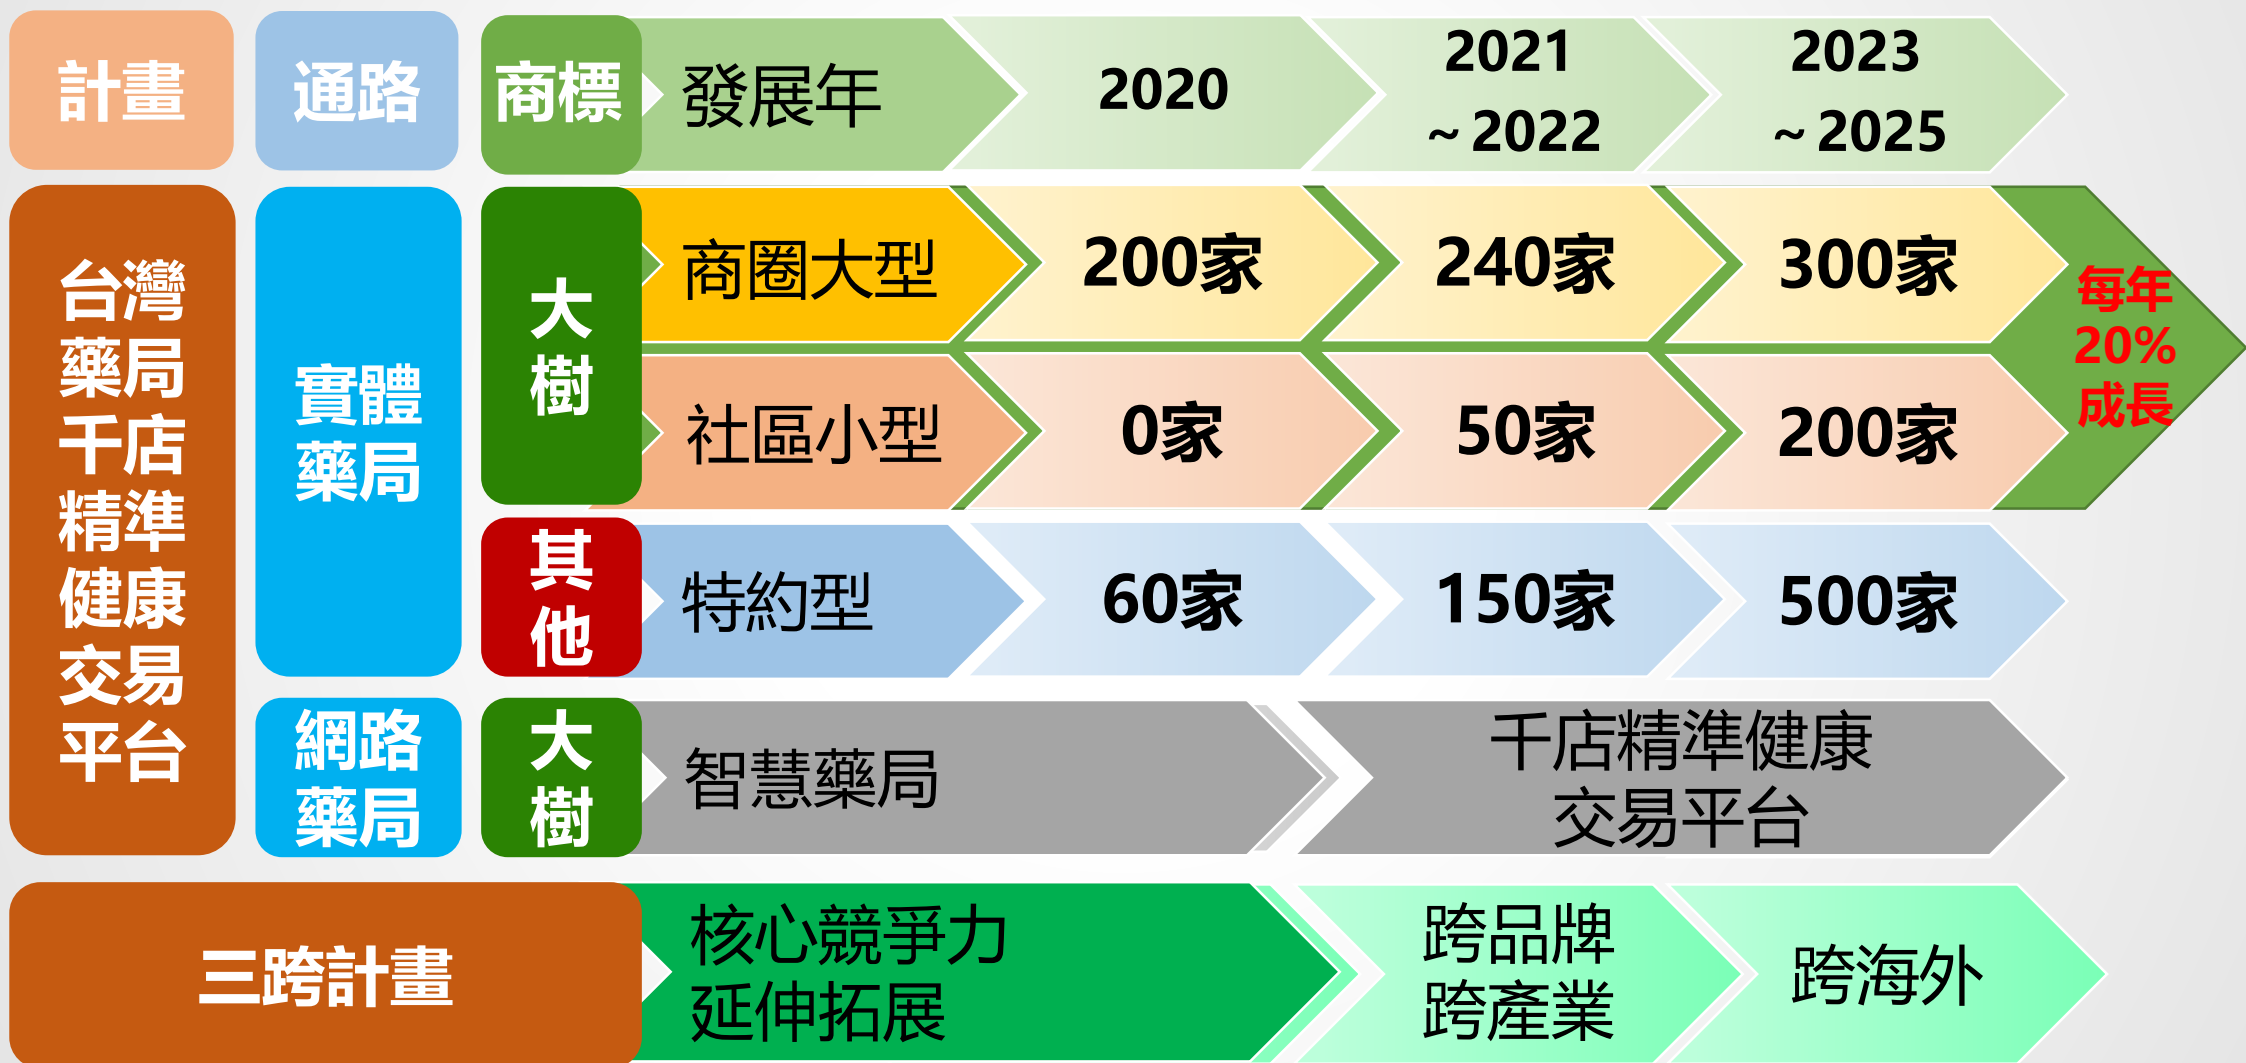 計畫
通路
商標
發展年
2020
2021
~2022
2023
~2025
台灣
藥局
千店
精準
健康
交易
平台
實體
藥局
大
樹
商圈大型
200家
240家
300家
社區小型
0家
50家
200家
每年
20%
成長
其
他
特約型
60家
150家
500家
網路
藥局
大
樹
智慧藥局
千店精準健康
交易平台
三跨計畫
核心競爭力
延伸拓展
跨品牌
跨產業
跨海外